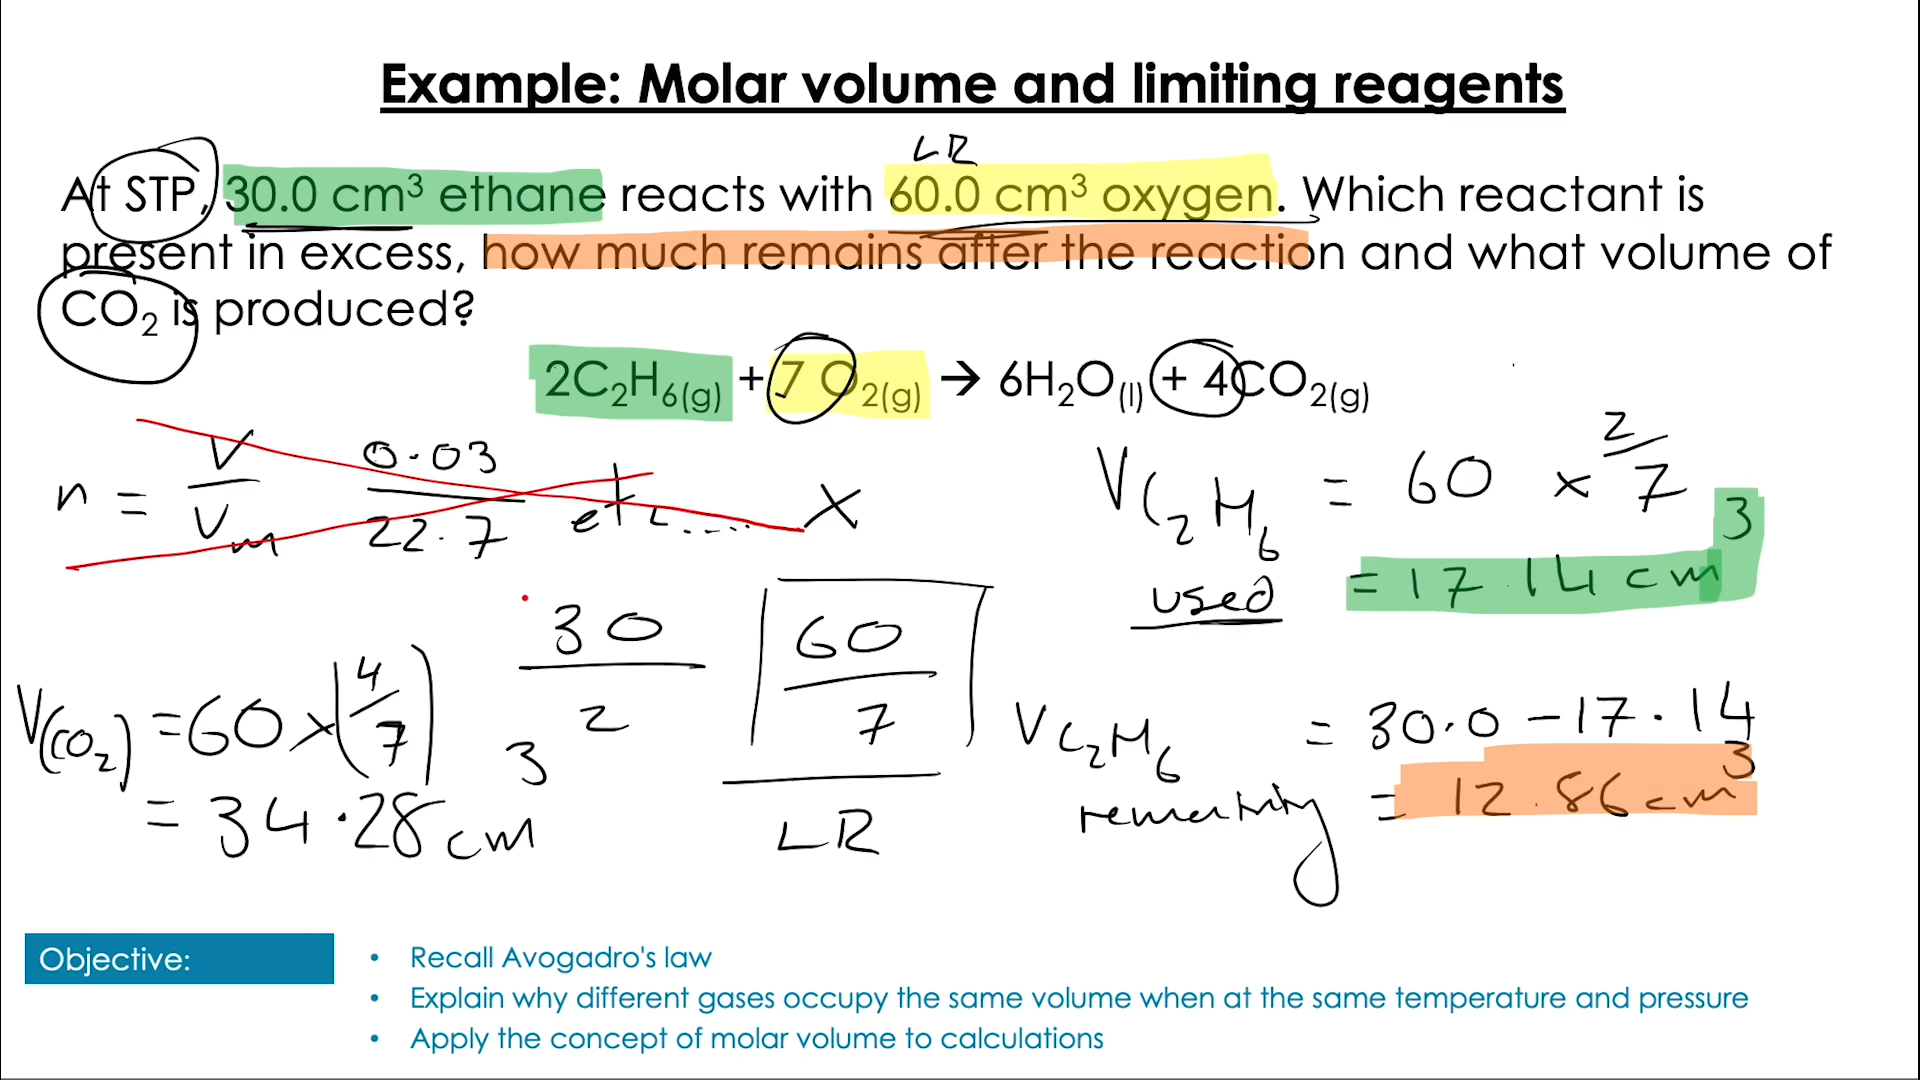 Example: Molar volume and limiting reagents
LR
At STP, 30.0 cm³ ethane reacts with 60.0 cm³ oxygen. Which reactant is
present in excess, how much remains after the reaction and what volume of
CO₂ is produced?
2C₂H₆(g) + 7 O₂(g) → 6H₂O(l) + 4CO₂(g)
n = V/Vm 0.03/22.7 etc..... X
V C₂H₆ used = 60 × 2/7
= 17.14 cm³
30/2 60/7
LR
V(CO₂) = 60 × (4/7)
= 34.28 cm³
V C₂H₆ remaining = 30.0 − 17.14
= 12.86 cm³
Objective:
• Recall Avogadro's law
• Explain why different gases occupy the same volume when at the same temperature and pressure
• Apply the concept of molar volume to calculations